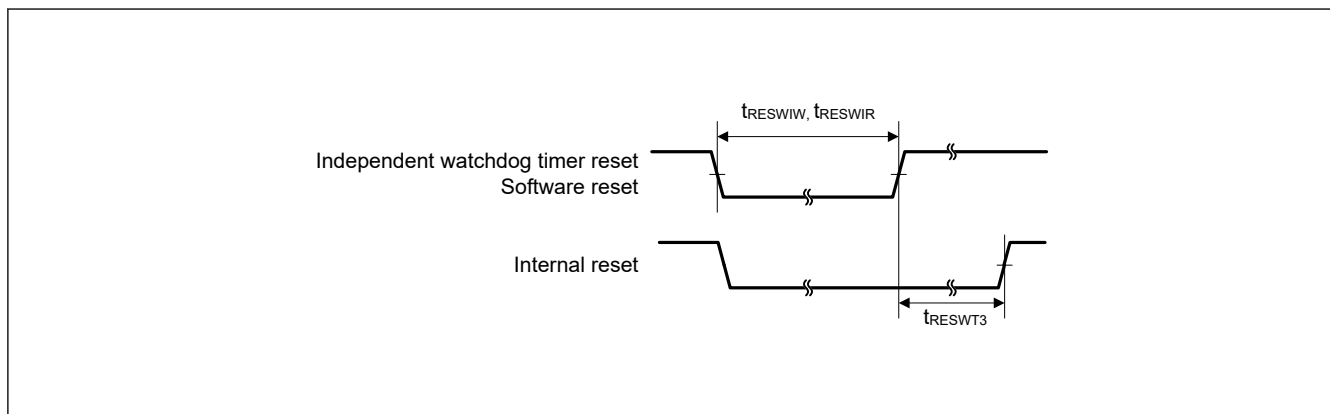 tRESWIW, tRESWIR
Independent watchdog timer reset
Software reset
Internal reset
tRESWT3